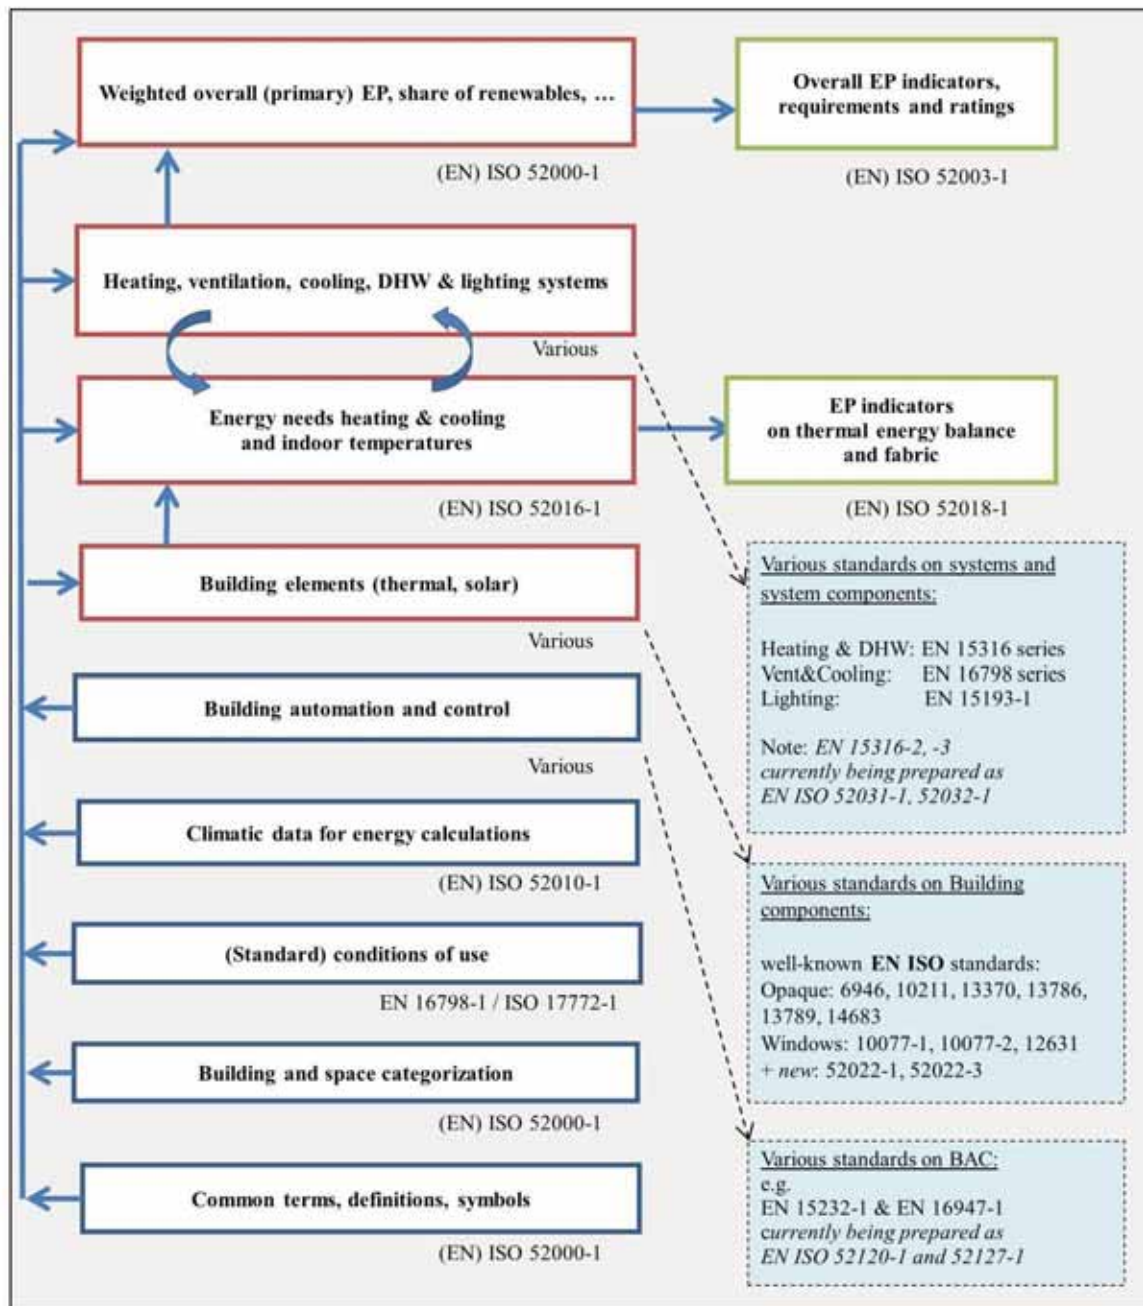 Weighted overall (primary) EP, share of renewables, …
(EN) ISO 52000-1
Overall EP indicators,
requirements and ratings
(EN) ISO 52003-1
Heating, ventilation, cooling, DHW & lighting systems
Various
Energy needs heating & cooling
and indoor temperatures
(EN) ISO 52016-1
EP indicators
on thermal energy balance
and fabric
(EN) ISO 52018-1
Building elements (thermal, solar)
Various
Building automation and control
Various
Climatic data for energy calculations
(EN) ISO 52010-1
(Standard) conditions of use
EN 16798-1 / ISO 17772-1
Building and space categorization
(EN) ISO 52000-1
Common terms, definitions, symbols
(EN) ISO 52000-1
Various standards on systems and
system components:
Heating & DHW: EN 15316 series
Vent&Cooling: EN 16798 series
Lighting: EN 15193-1
Note: EN 15316-2, -3
currently being prepared as
EN ISO 52031-1, 52032-1
Various standards on Building
components:
well-known EN ISO standards:
Opaque: 6946, 10211, 13370, 13786,
13789, 14683
Windows: 10077-1, 10077-2, 12631
+ new: 52022-1, 52022-3
Various standards on BAC:
e.g.
EN 15232-1 & EN 16947-1
currently being prepared as
EN ISO 52120-1 and 52127-1